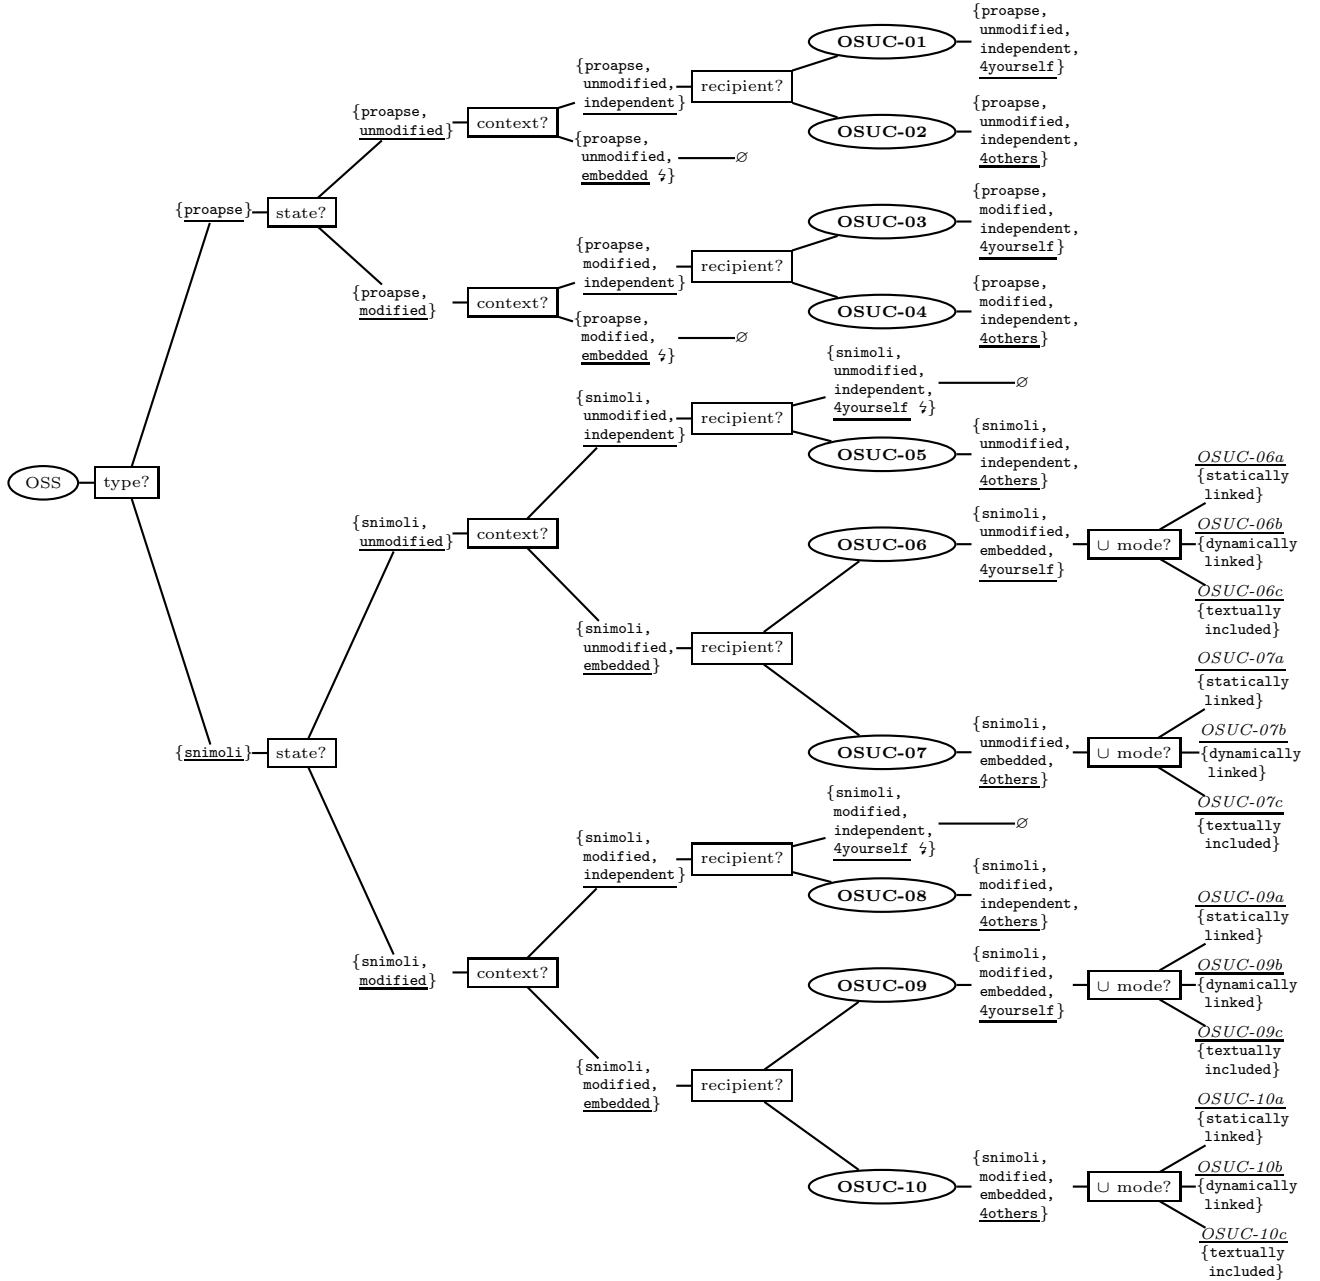 OSS
type?
{proapse}
state?
{proapse,
unmodified}
context?
{proapse,
unmodified,
independent}
recipient?
OSUC-01
{proapse,
unmodified,
independent,
4yourself}
OSUC-02
{proapse,
unmodified,
independent,
4others}
{proapse,
unmodified,
embedded ↯}
∅
{proapse,
modified}
context?
{proapse,
modified,
independent}
recipient?
OSUC-03
{proapse,
modified,
independent,
4yourself}
OSUC-04
{proapse,
modified,
independent,
4others}
{proapse,
modified,
embedded ↯}
∅
{snimoli}
state?
{snimoli,
unmodified}
context?
{snimoli,
unmodified,
independent}
recipient?
{snimoli,
unmodified,
independent,
4yourself ↯}
∅
OSUC-05
{snimoli,
unmodified,
independent,
4others}
{snimoli,
unmodified,
embedded}
recipient?
OSUC-06
{snimoli,
unmodified,
embedded,
4yourself}
∪ mode?
OSUC-06a
{statically
linked}
OSUC-06b
{dynamically
linked}
OSUC-06c
{textually
included}
OSUC-07
{snimoli,
unmodified,
embedded,
4others}
∪ mode?
OSUC-07a
{statically
linked}
OSUC-07b
{dynamically
linked}
OSUC-07c
{textually
included}
{snimoli,
modified}
context?
{snimoli,
modified,
independent}
recipient?
{snimoli,
modified,
independent,
4yourself ↯}
∅
OSUC-08
{snimoli,
modified,
independent,
4others}
{snimoli,
modified,
embedded}
recipient?
OSUC-09
{snimoli,
modified,
embedded,
4yourself}
∪ mode?
OSUC-09a
{statically
linked}
OSUC-09b
{dynamically
linked}
OSUC-09c
{textually
included}
OSUC-10
{snimoli,
modified,
embedded,
4others}
∪ mode?
OSUC-10a
{statically
linked}
OSUC-10b
{dynamically
linked}
OSUC-10c
{textually
included}